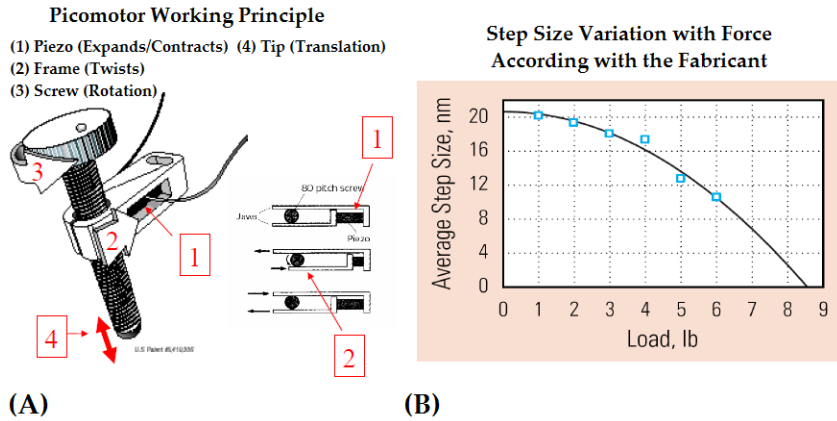 Picomotor Working Principle
(1) Piezo (Expands/Contracts) (4) Tip (Translation)
(2) Frame (Twists)
(3) Screw (Rotation)
1
3
80 pitch screw
Jaws
Piezo
2
1
4
2
(A)
Step Size Variation with Force
According with the Fabricant
Average Step Size, nm
20
16
12
8
4
0
0 1 2 3 4 5 6 7 8 9
Load, lb
(B)